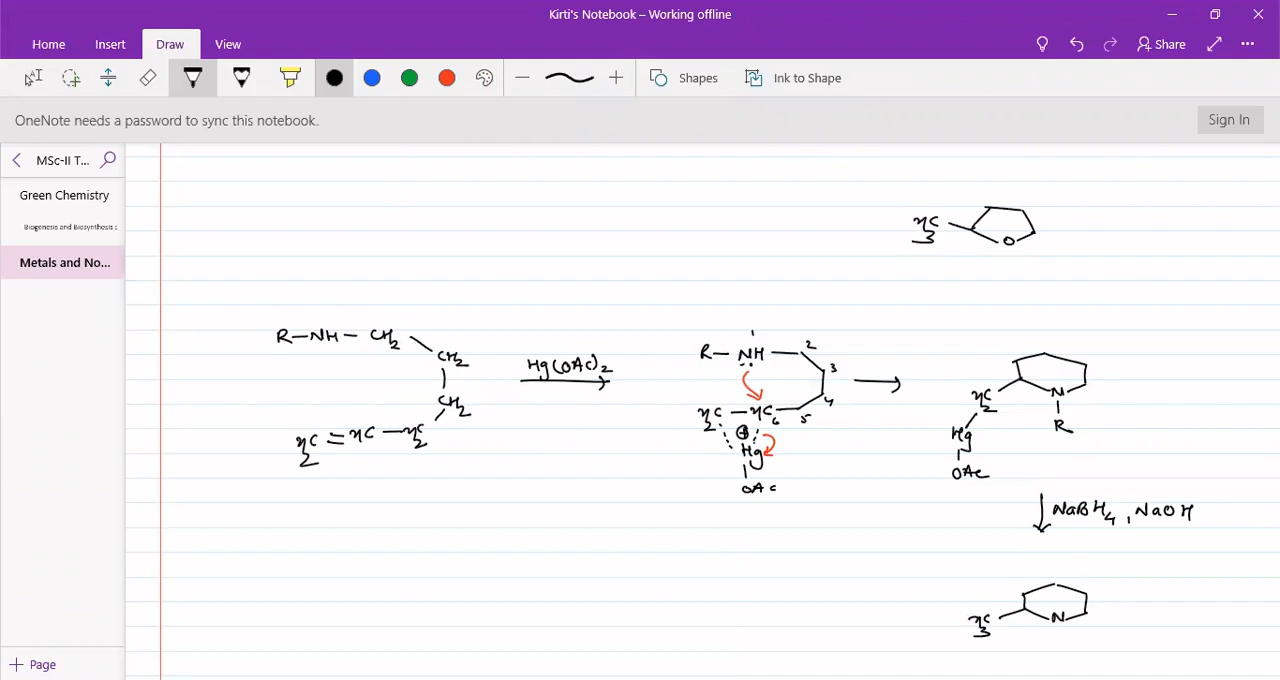 Kirti's Notebook – Working offline
Home Insert Draw View
Share
Shapes
Ink to Shape
OneNote needs a password to sync this notebook.
Sign In
MSc-II T...
Green Chemistry
Biogenesis and Biosynthesis
Metals and No...
Page
H3C
O
R-NH-CH2
CH2
CH2
H2C=HC-H2C
Hg(OAc)2
1
R-NH 2
3
4
5
H2C-HC 6
⊕
Hg
OAc
N
R
H2C
Hg
OAc
NaBH4, NaOH
H3C
N